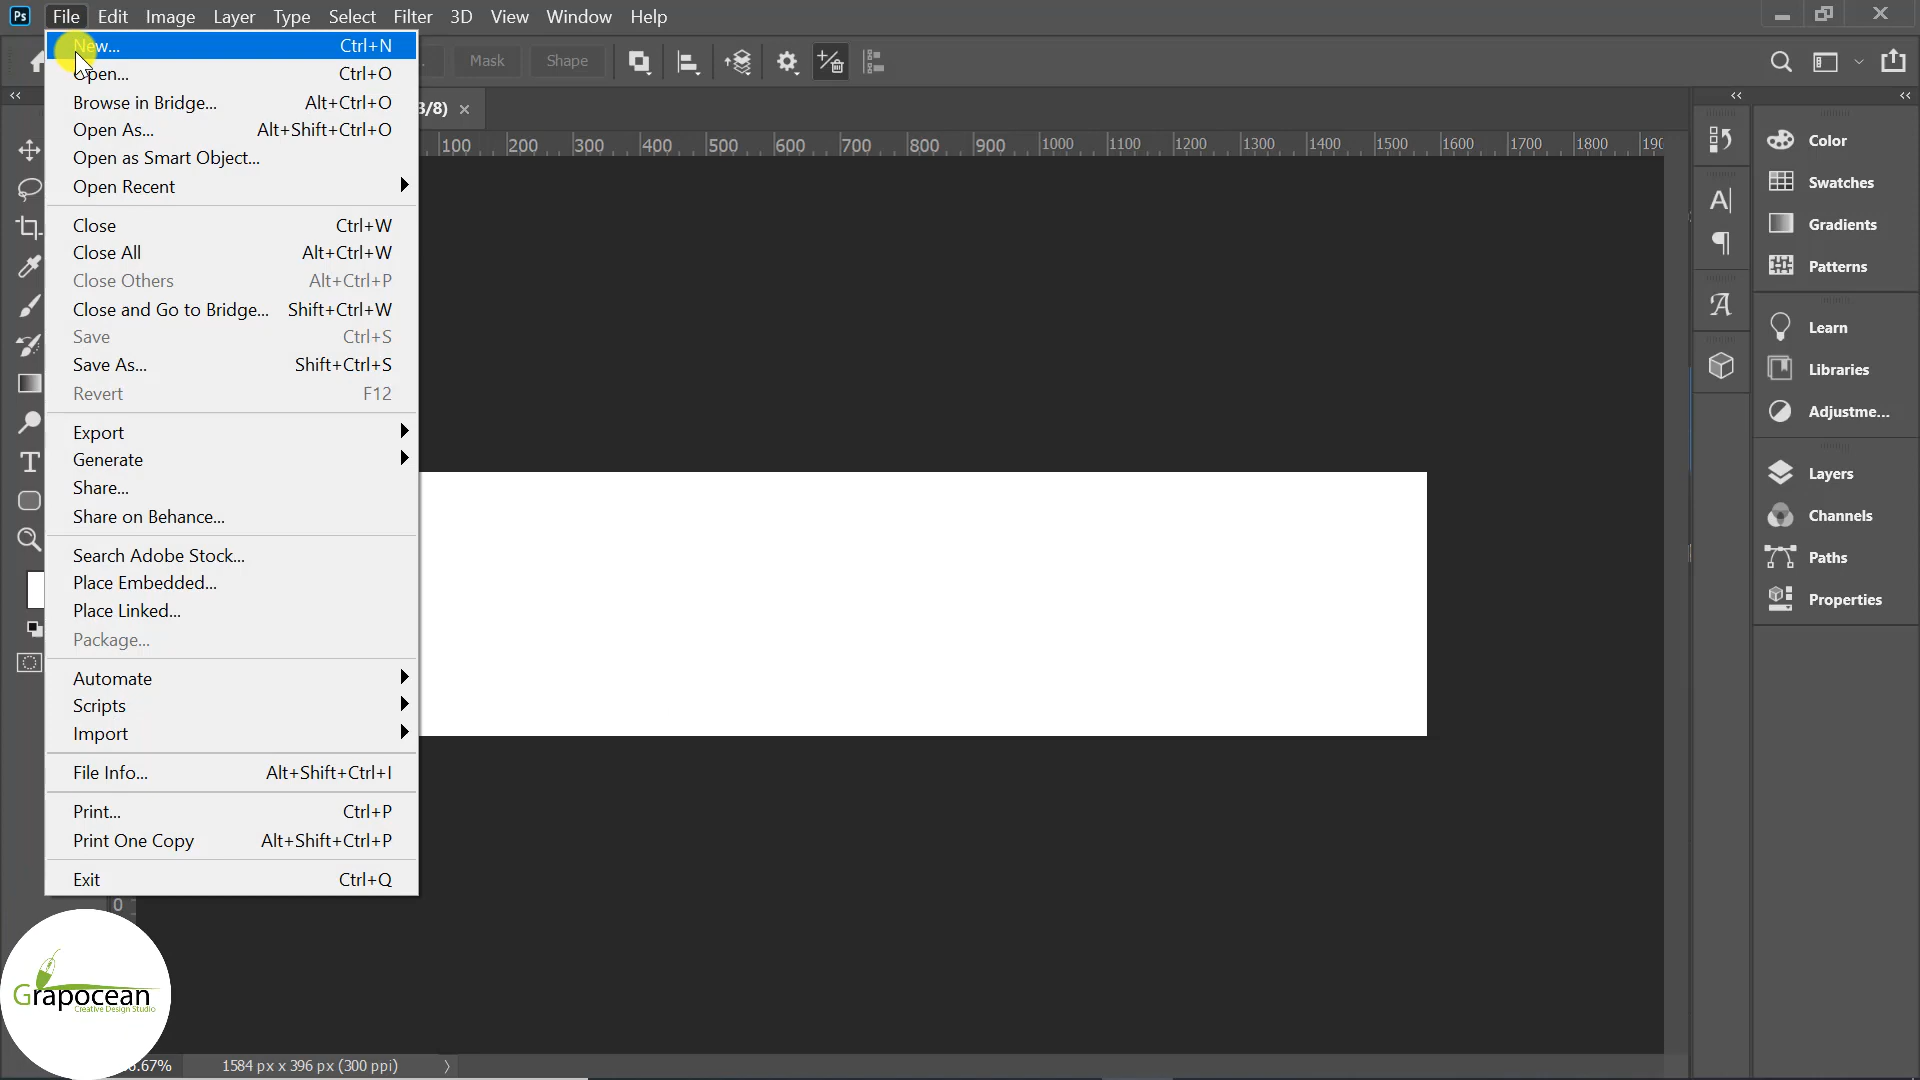 Ps File Edit Image Layer Type Select Filter 3D View Window Help
New... Ctrl+N
Open... Ctrl+O
Mask Shape
Browse in Bridge... Alt+Ctrl+O
3/8)
Open As... Alt+Shift+Ctrl+O
Open as Smart Object...
Open Recent
100 200 300 400 500 600 700 800 900 1000 1100 1200 1300 1400 1500 1600 1700 1800 190
Close Ctrl+W
Close All Alt+Ctrl+W
Close Others Alt+Ctrl+P
Close and Go to Bridge... Shift+Ctrl+W
Save Ctrl+S
Save As... Shift+Ctrl+S
Revert F12
Export
Generate
Share...
Share on Behance...
Search Adobe Stock...
Place Embedded...
Place Linked...
Package...
Automate
Scripts
Import
File Info... Alt+Shift+Ctrl+I
Print... Ctrl+P
Print One Copy Alt+Shift+Ctrl+P
Exit Ctrl+Q
Color
Swatches
Gradients
Patterns
Learn
Libraries
Adjustme...
Layers
Channels
Paths
Properties
0
Grapocean
Creative Design Studio
.67% 1584 px x 396 px (300 ppi)